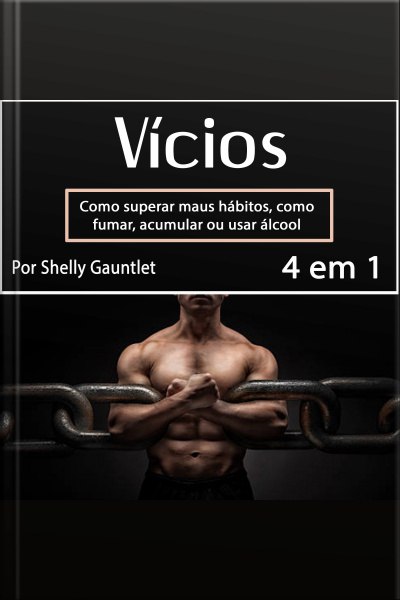 Vícios
Como superar maus hábitos, como
fumar, acumular ou usar álcool
Por Shelly Gauntlet
4 em 1